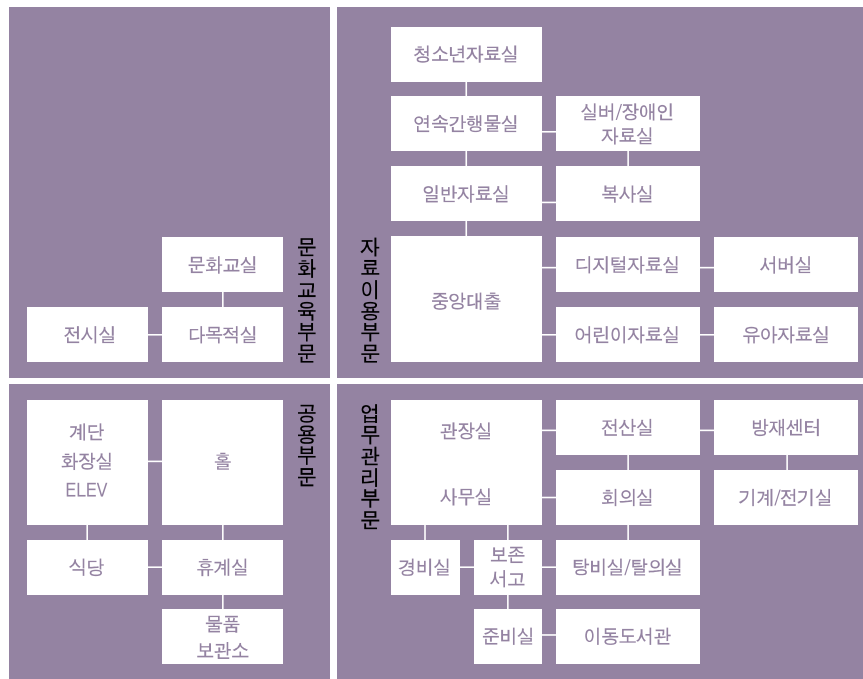 문화교실
전시실
다목적실
문화교육부문
자료이용부문
청소년자료실
연속간행물실
실버/장애인
자료실
일반자료실
복사실
중앙대출
디지털자료실
서버실
어린이자료실
유아자료실
계단
화장실
ELEV
홀
식당
휴게실
물품
보관소
공용부문
업무관리부문
관장실
전산실
방재센터
사무실
회의실
기계/전기실
경비실
보존
서고
탕비실/탈의실
준비실
이동도서관